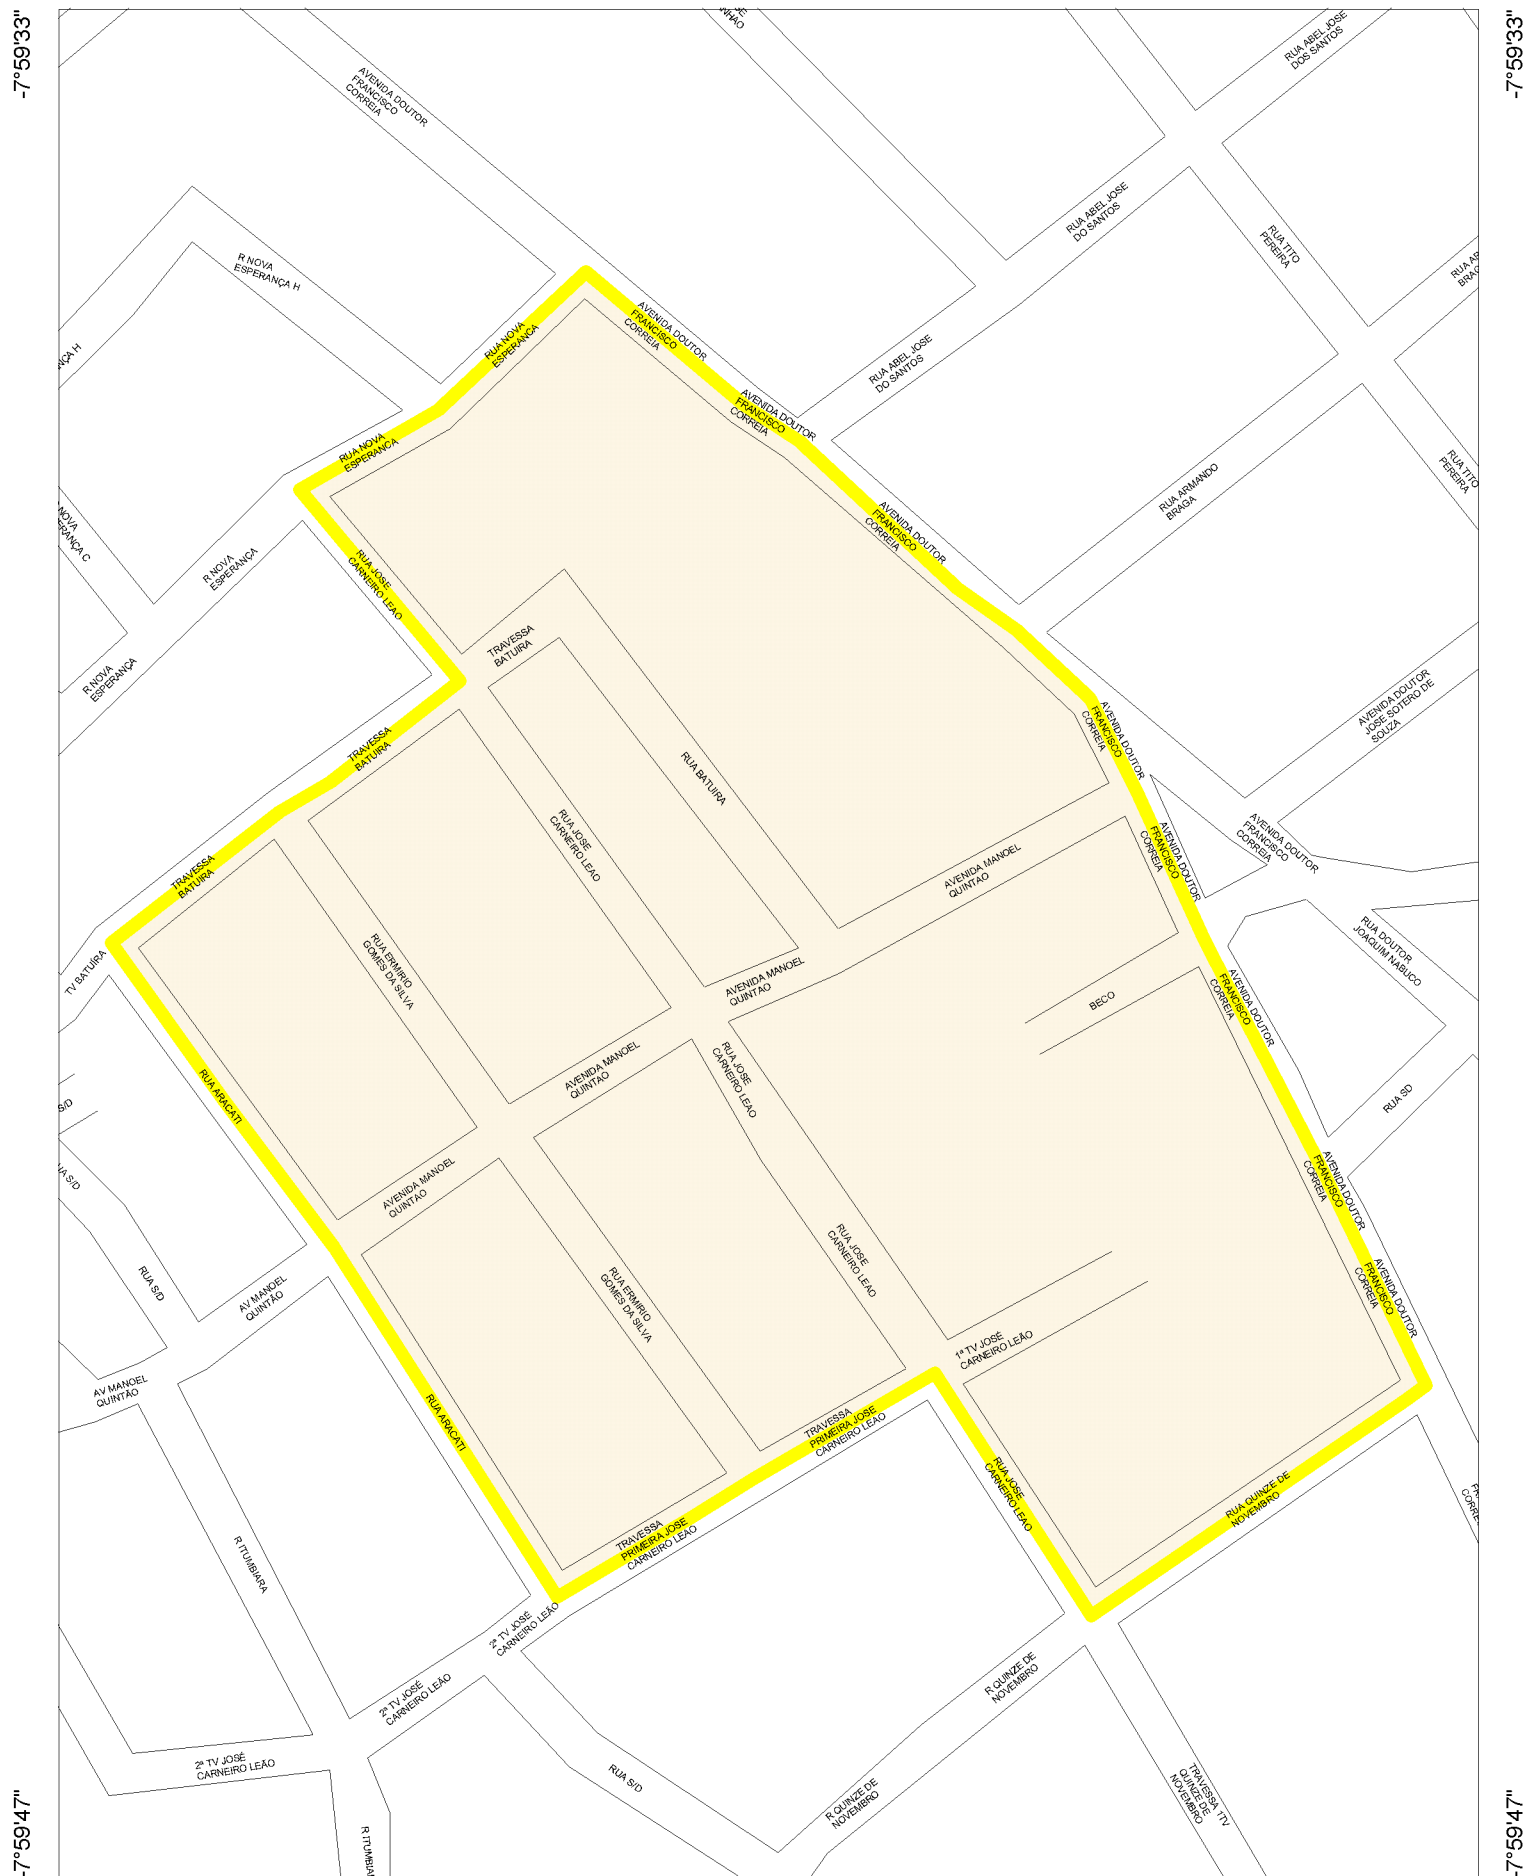 -7°59'33"
-7°59'33"
RUA ABEL JOSE
DOS SANTOS
AVENIDA DOUTOR
FRANCISCO
CORREIA
RUA ABEL JOSE
DO SANTOS
RUA TITO
PEREIRA
R NOVA
ESPERANÇA H
RUA NOVA
ESPERANCA
AVENIDA DOUTOR
FRANCISCO
CORREIA
RUA ABEL JOSE
DO SANTOS
AVENIDA DOUTOR
FRANCISCO
CORREIA
RUA NOVA
ESPERANCA
RUA TITO
PEREIRA
RUA ARMANDO
BRAGA
AVENIDA DOUTOR
FRANCISCO
CORREIA
R NOVA
ESPERANÇA
RUA JOSE
CARNEIRO LEAO
TRAVESSA
BATUIRA
R NOVA
ESPERANÇA
AVENIDA DOUTOR
JOSE SOTERO DE
SOUZA
AVENIDA DOUTOR
FRANCISCO
CORREIA
TRAVESSA
BATUIRA
RUA BATUIRA
RUA JOSE
CARNEIRO LEAO
AVENIDA DOUTOR
FRANCISCO
CORREIA
AVENIDA DOUTOR
FRANCISCO
CORREIA
TRAVESSA
BATUIRA
AVENIDA MANOEL
QUINTAO
RUA DOUTOR
JOAQUIM NABUCO
TV BATUÍRA
RUA ERMIRIO
GOMES DA SILVA
AVENIDA MANOEL
QUINTAO
BECO
AVENIDA DOUTOR
FRANCISCO
CORREIA
RUA ARACATI
AVENIDA MANOEL
QUINTAO
RUA JOSE
CARNEIRO LEAO
RUA SD
S/D
AVENIDA MANOEL
QUINTAO
AVENIDA DOUTOR
FRANCISCO
CORREIA
RUA S/D
AV MANOEL
QUINTÃO
RUA ERMIRIO
GOMES DA SILVA
RUA JOSE
CARNEIRO LEAO
AVENIDA DOUTOR
FRANCISCO
CORREIA
1ª TV JOSÉ
CARNEIRO LEÃO
AV MANOEL
QUINTÃO
RUA ARACATI
TRAVESSA
PRIMEIRA JOSE
CARNEIRO LEAO
RUA JOSE
CARNEIRO LEAO
RUA QUINZE DE
NOVEMBRO
TRAVESSA
PRIMEIRA JOSE
CARNEIRO LEAO
R ITUMBIARA
2ª TV JOSÉ
CARNEIRO LEÃO
2ª TV JOSÉ
CARNEIRO LEÃO
R QUINZE DE
NOVEMBRO
2ª TV JOSÉ
CARNEIRO LEÃO
RUA S/D
R QUINZE DE
NOVEMBRO
TRAVESSA 1TV
QUINZE DE
NOVEMBRO
-7°59'47"
-7°59'47"